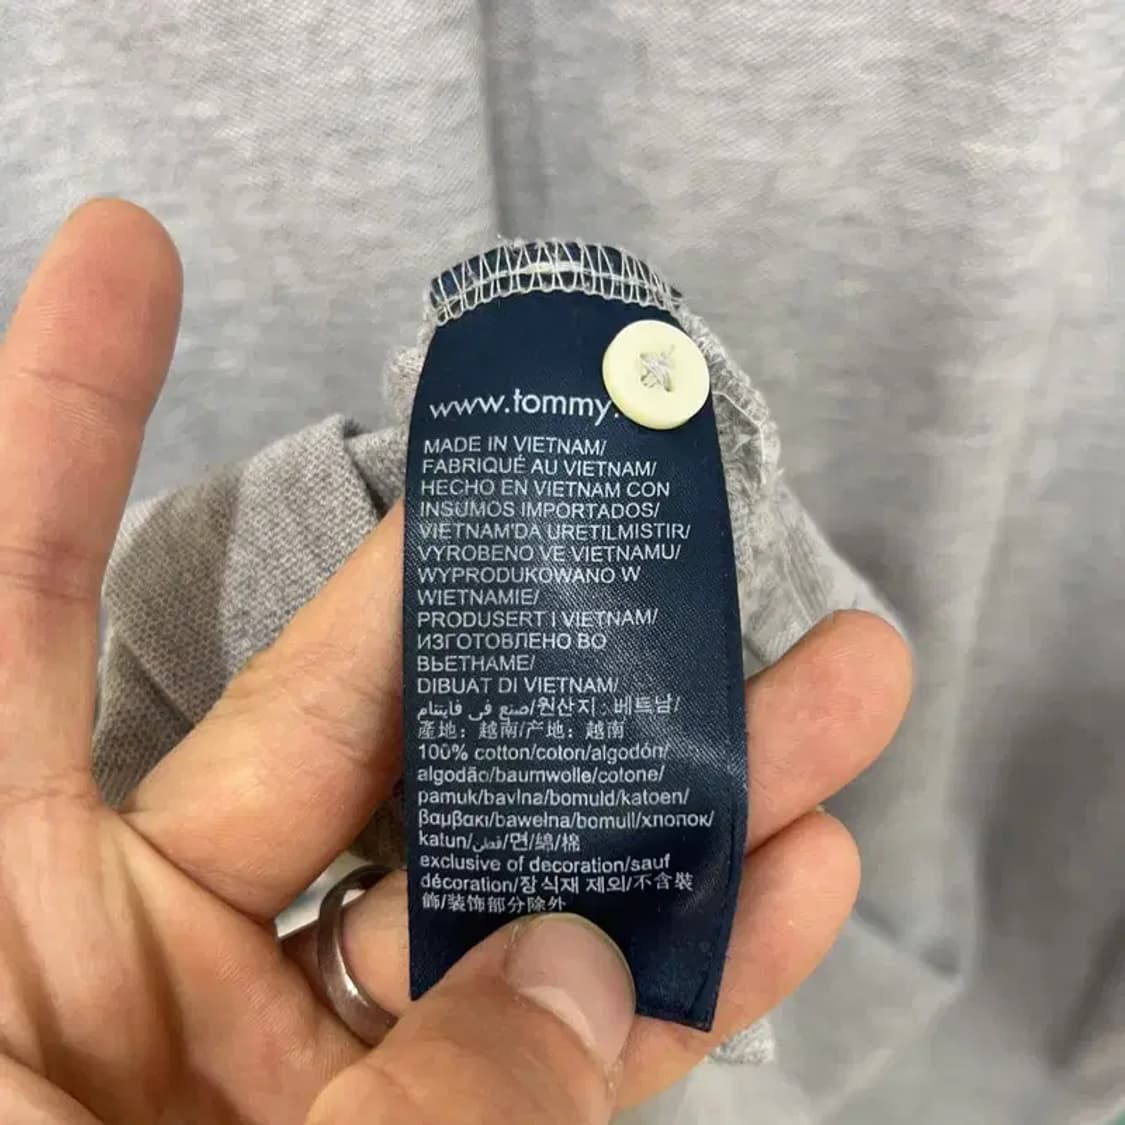 www.tommy.
MADE IN VIETNAM/
FABRIQUÉ AU VIETNAM/
HECHO EN VIETNAM CON
INSUMOS IMPORTADOS/
VIETNAM'DA URETILMISTIR/
VYROBENO VE VIETNAMU/
WYPRODUKOWANO W
WIETNAMIE/
PRODUSERT I VIETNAM/
ИЗГОТОВЛЕНО ВО
ВЬЕТНАМЕ/
DIBUAT DI VIETNAM/
صنع في فايتنام/원산지 : 베트남/
產地：越南/产地：越南
100% cotton/coton/algodón/
algodão/baumwolle/cotone/
pamuk/bavlna/bomuld/katoen/
βαμβακι/bawełna/bomull/хлопок/
katun/قطن/면/綿/棉
exclusive of decoration/sauf
décoration/장식재 제외/不含裝
飾/装饰部分除外